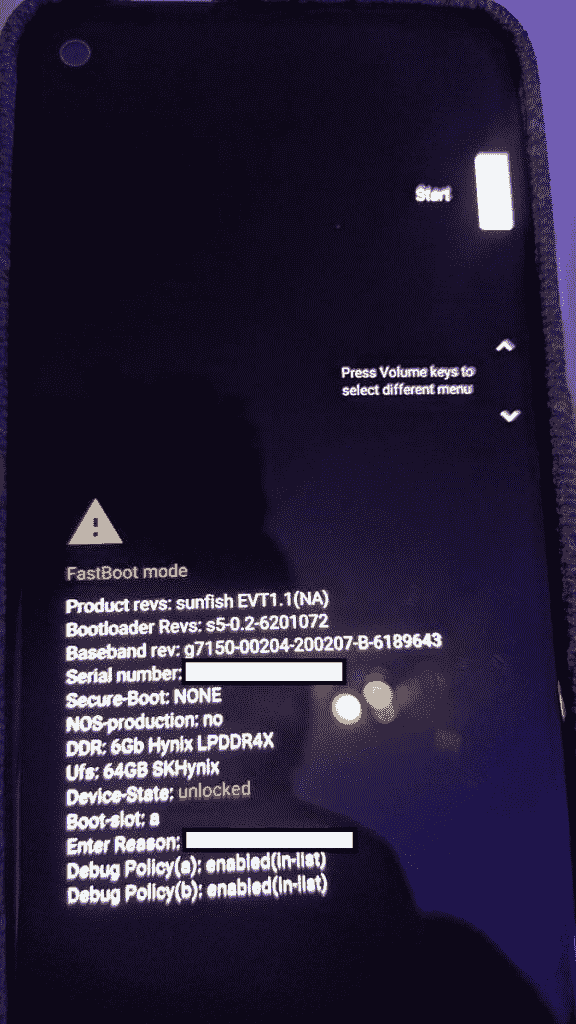 Start
Press Volume keys to
select different menu
FastBoot mode
Product revs: sunfish EVT1.1(NA)
Bootloader Revs: s5-0.2-6201072
Baseband rev: g7150-00204-200207-B-6189643
Serial number:
Secure-Boot: NONE
NOS-production: no
DDR: 6Gb Hynix LPDDR4X
Ufs: 64GB SKHynix
Device-State: unlocked
Boot-slot: a
Enter Reason:
Debug Policy(a): enabled(in-list)
Debug Policy(b): enabled(in-list)